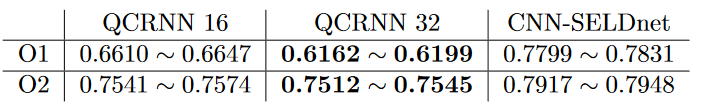 QCRNN 16 QCRNN 32 CNN-SELDnet
O1 0.6610 ∼ 0.6647 0.6162 ∼ 0.6199 0.7799 ∼ 0.7831
O2 0.7541 ∼ 0.7574 0.7512 ∼ 0.7545 0.7917 ∼ 0.7948